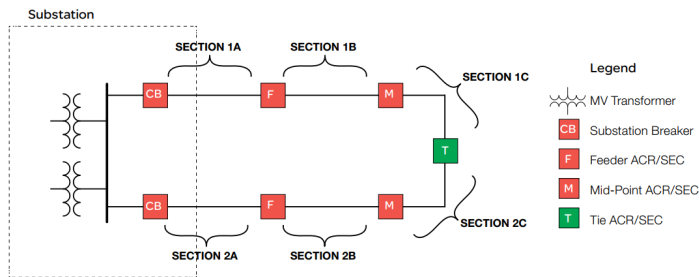 Substation
SECTION 1A
SECTION 1B
SECTION 1C
CB
F
M
T
CB
F
M
SECTION 2A
SECTION 2B
SECTION 2C
Legend
MV Transformer
CB Substation Breaker
F Feeder ACR/SEC
M Mid-Point ACR/SEC
T Tie ACR/SEC